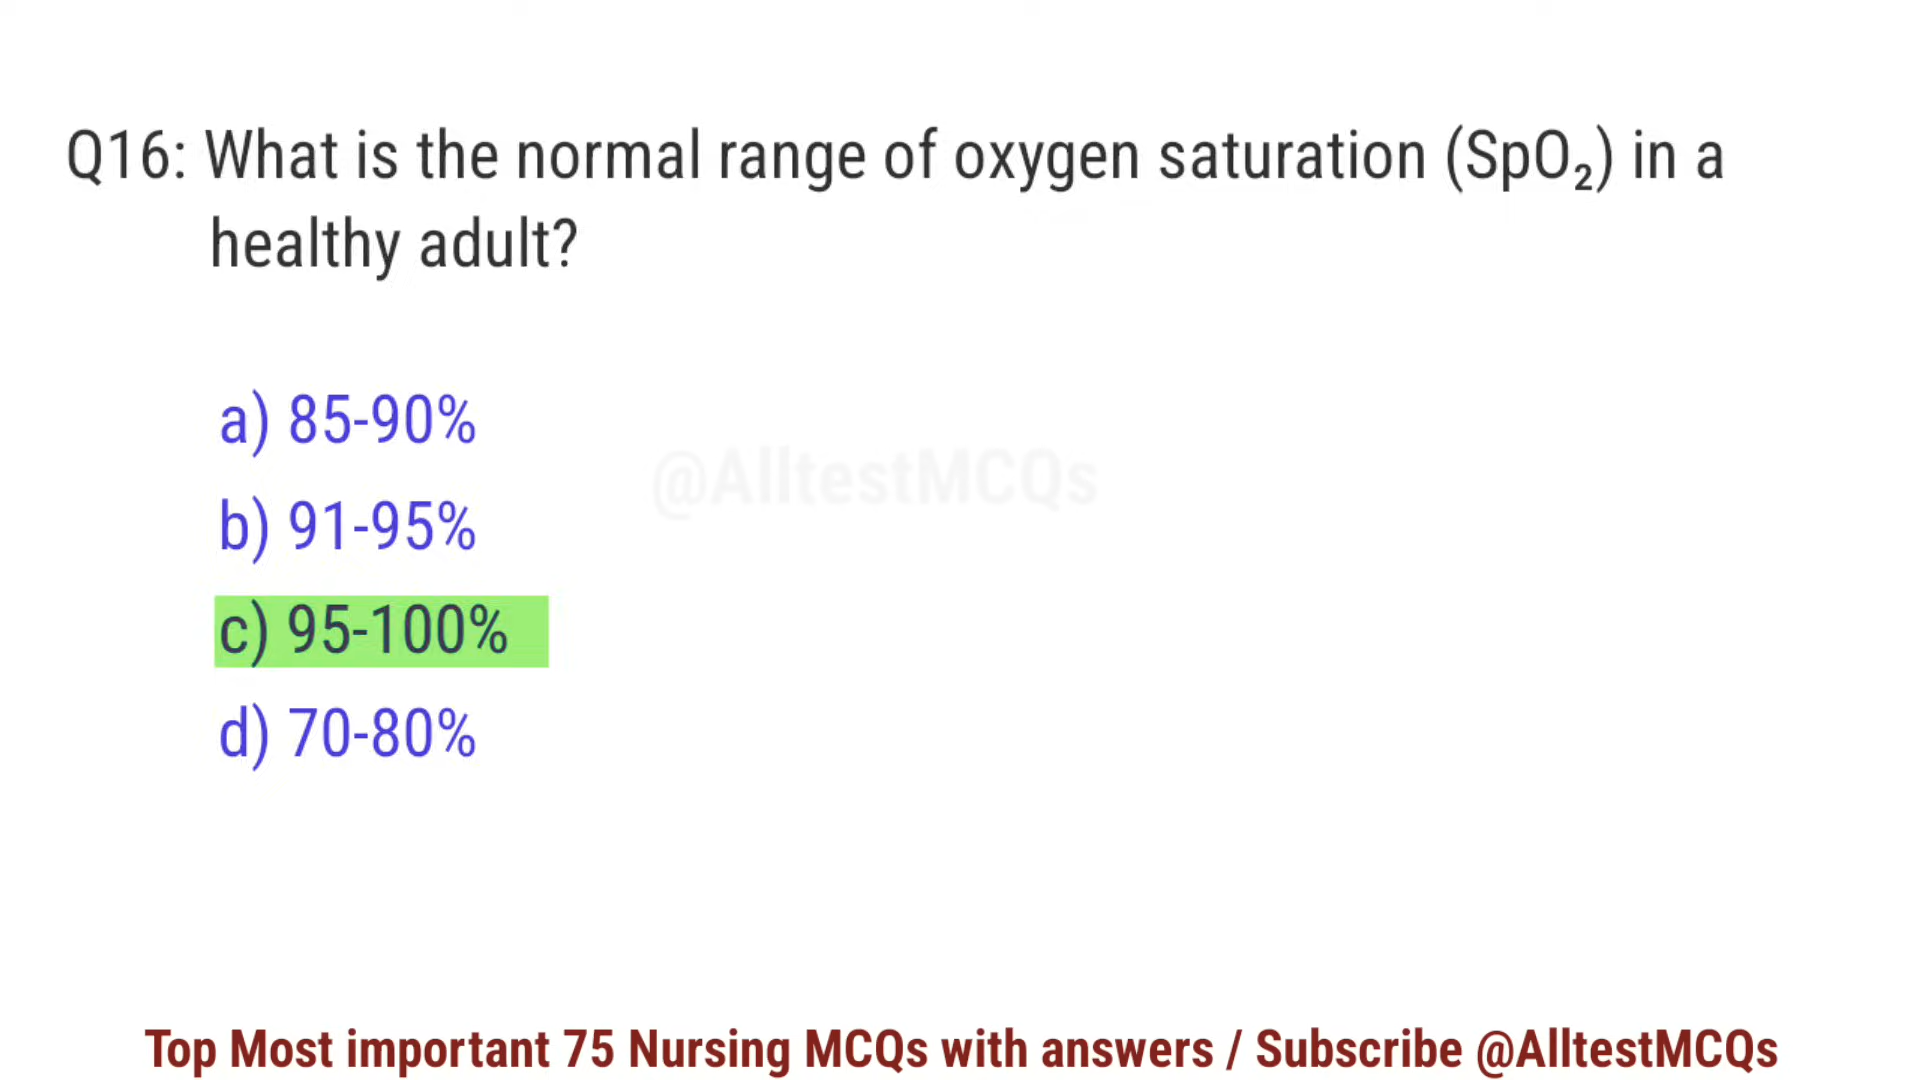 Q16: What is the normal range of oxygen saturation (SpO₂) in a
healthy adult?
a) 85-90%
@AlltestMCQs
b) 91-95%
c) 95-100%
d) 70-80%
Top Most important 75 Nursing MCQs with answers / Subscribe @AlltestMCQs